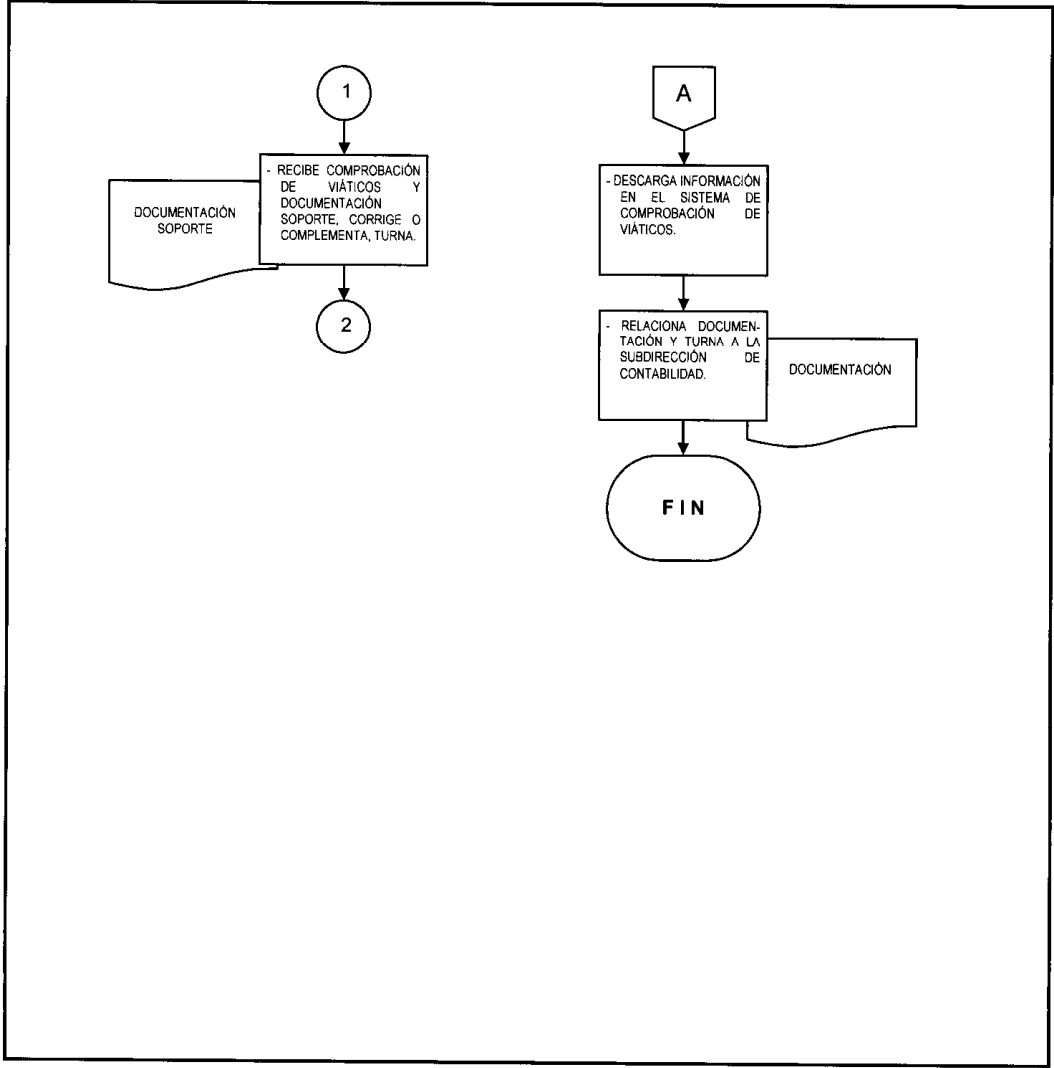 1
- RECIBE COMPROBACIÓN
DE VIÁTICOS Y
DOCUMENTACIÓN
SOPORTE, CORRIGE O
COMPLEMENTA, TURNA.
DOCUMENTACIÓN
SOPORTE
2
A
- DESCARGA INFORMACIÓN
EN EL SISTEMA DE
COMPROBACIÓN DE
VIÁTICOS.
- RELACIONA DOCUMEN-
TACIÓN Y TURNA A LA
SUBDIRECCIÓN DE
CONTABILIDAD.
DOCUMENTACIÓN
FIN